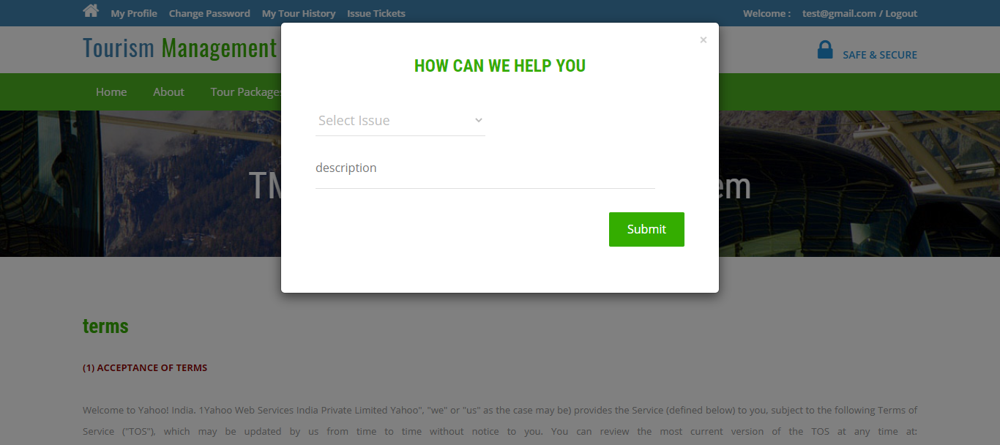 My Profile Change Password My Tour History Issue Tickets Welcome : test@gmail.com / Logout
Tourism Management
SAFE & SECURE
Home About Tour Packages
TM
em
×
HOW CAN WE HELP YOU
Select Issue
description
Submit
terms
(1) ACCEPTANCE OF TERMS
Welcome to Yahoo! India. 1Yahoo Web Services India Private Limited Yahoo", "we" or "us" as the case may be) provides the Service (defined below) to you, subject to the following Terms of
Service ("TOS"), which may be updated by us from time to time without notice to you. You can review the most current version of the TOS at any time at: